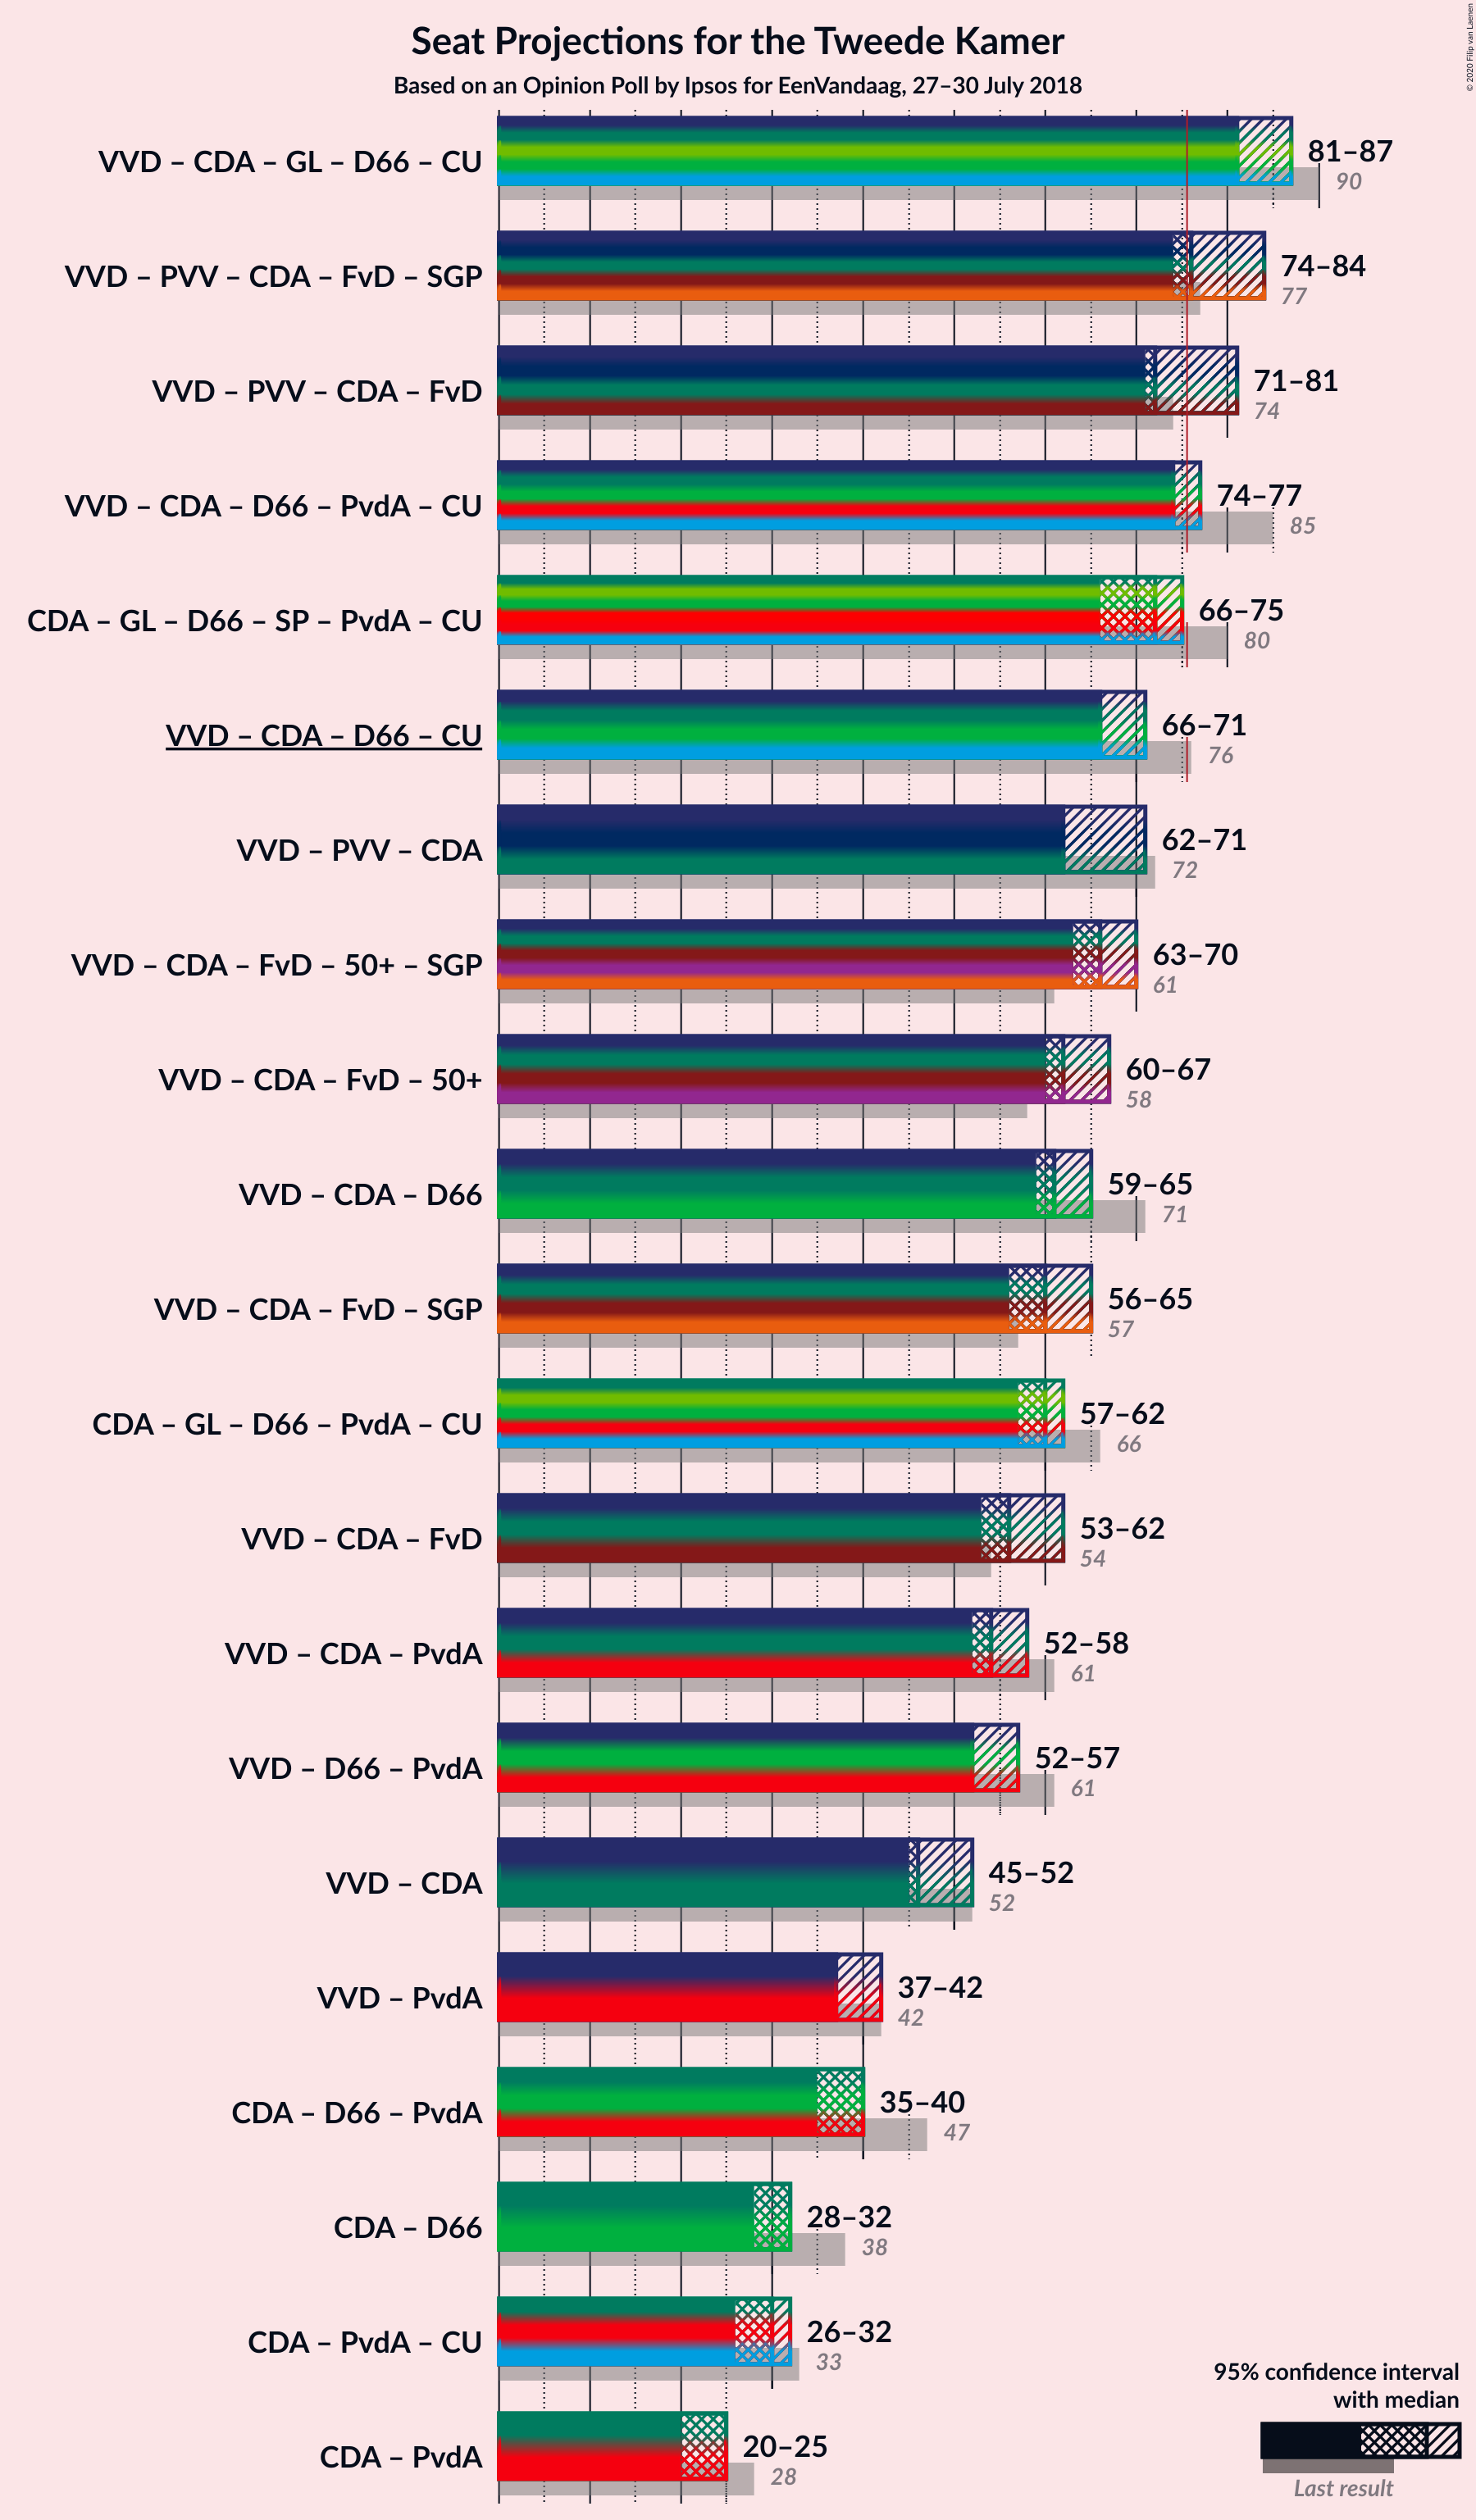 Seat Projections for the Tweede Kamer
Based on an Opinion Poll by Ipsos for EenVandaag, 27–30 July 2018
© 2020 Filip van Laenen
VVD – CDA – GL – D66 – CU
81–87
90
VVD – PVV – CDA – FvD – SGP
74–84
77
VVD – PVV – CDA – FvD
71–81
74
VVD – CDA – D66 – PvdA – CU
74–77
85
CDA – GL – D66 – SP – PvdA – CU
66–75
80
VVD – CDA – D66 – CU
66–71
76
VVD – PVV – CDA
62–71
72
VVD – CDA – FvD – 50+ – SGP
63–70
61
VVD – CDA – FvD – 50+
60–67
58
VVD – CDA – D66
59–65
71
VVD – CDA – FvD – SGP
56–65
57
CDA – GL – D66 – PvdA – CU
57–62
66
VVD – CDA – FvD
53–62
54
VVD – CDA – PvdA
52–58
61
VVD – D66 – PvdA
52–57
61
VVD – CDA
45–52
52
VVD – PvdA
37–42
42
CDA – D66 – PvdA
35–40
47
CDA – D66
28–32
38
CDA – PvdA – CU
26–32
33
CDA – PvdA
20–25
28
95% confidence interval
with median
Last result